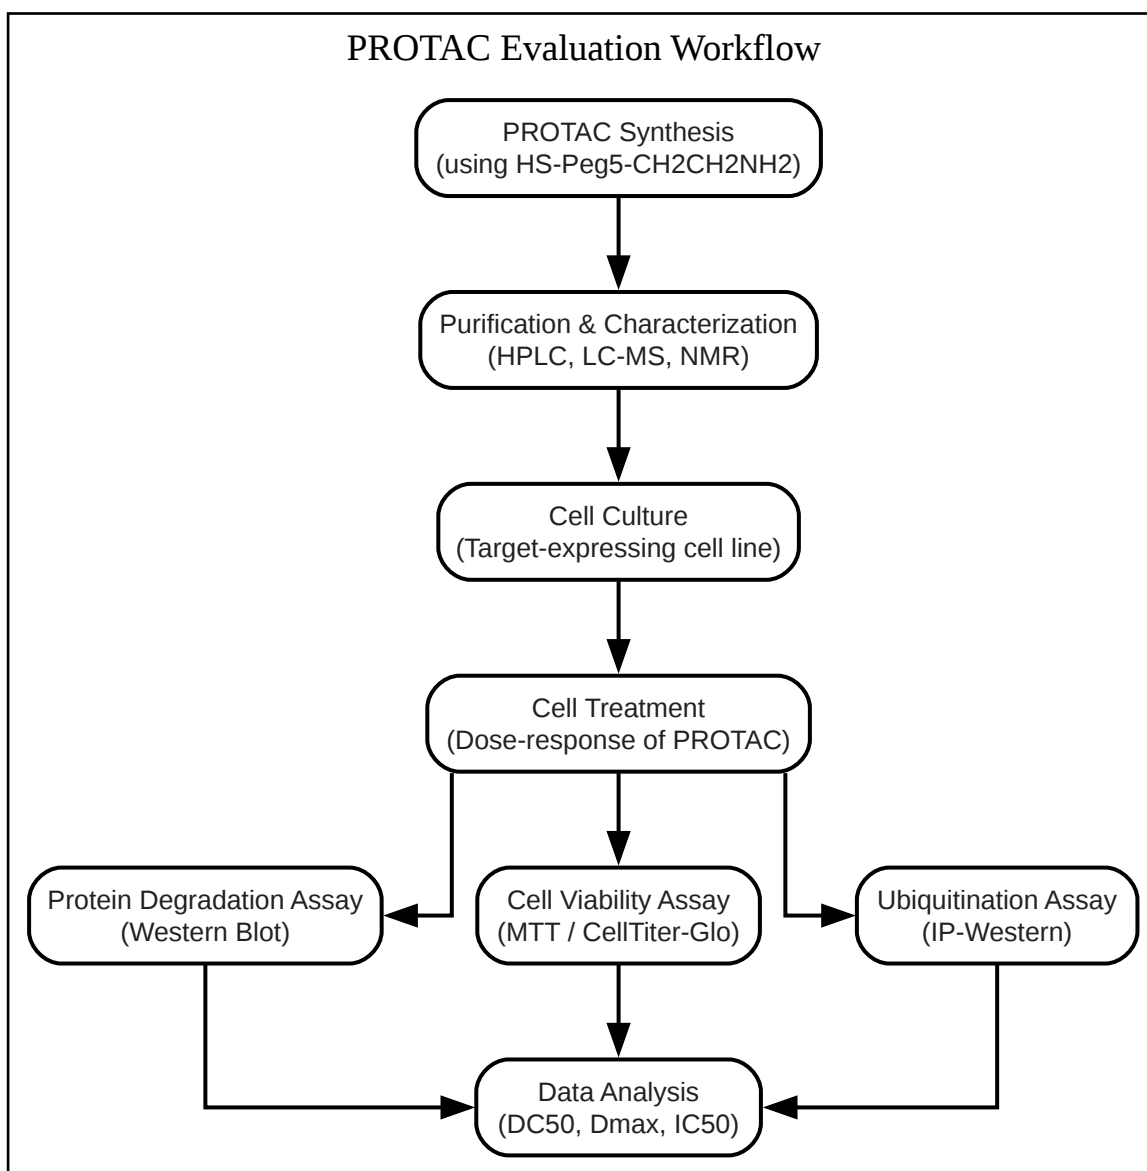 PROTAC Evaluation Workflow
PROTAC Synthesis
(using HS-Peg5-CH2CH2NH2)
Purification & Characterization
(HPLC, LC-MS, NMR)
Cell Culture
(Target-expressing cell line)
Cell Treatment
(Dose-response of PROTAC)
Protein Degradation Assay
(Western Blot)
Cell Viability Assay
(MTT / CellTiter-Glo)
Ubiquitination Assay
(IP-Western)
Data Analysis
(DC50, Dmax, IC50)